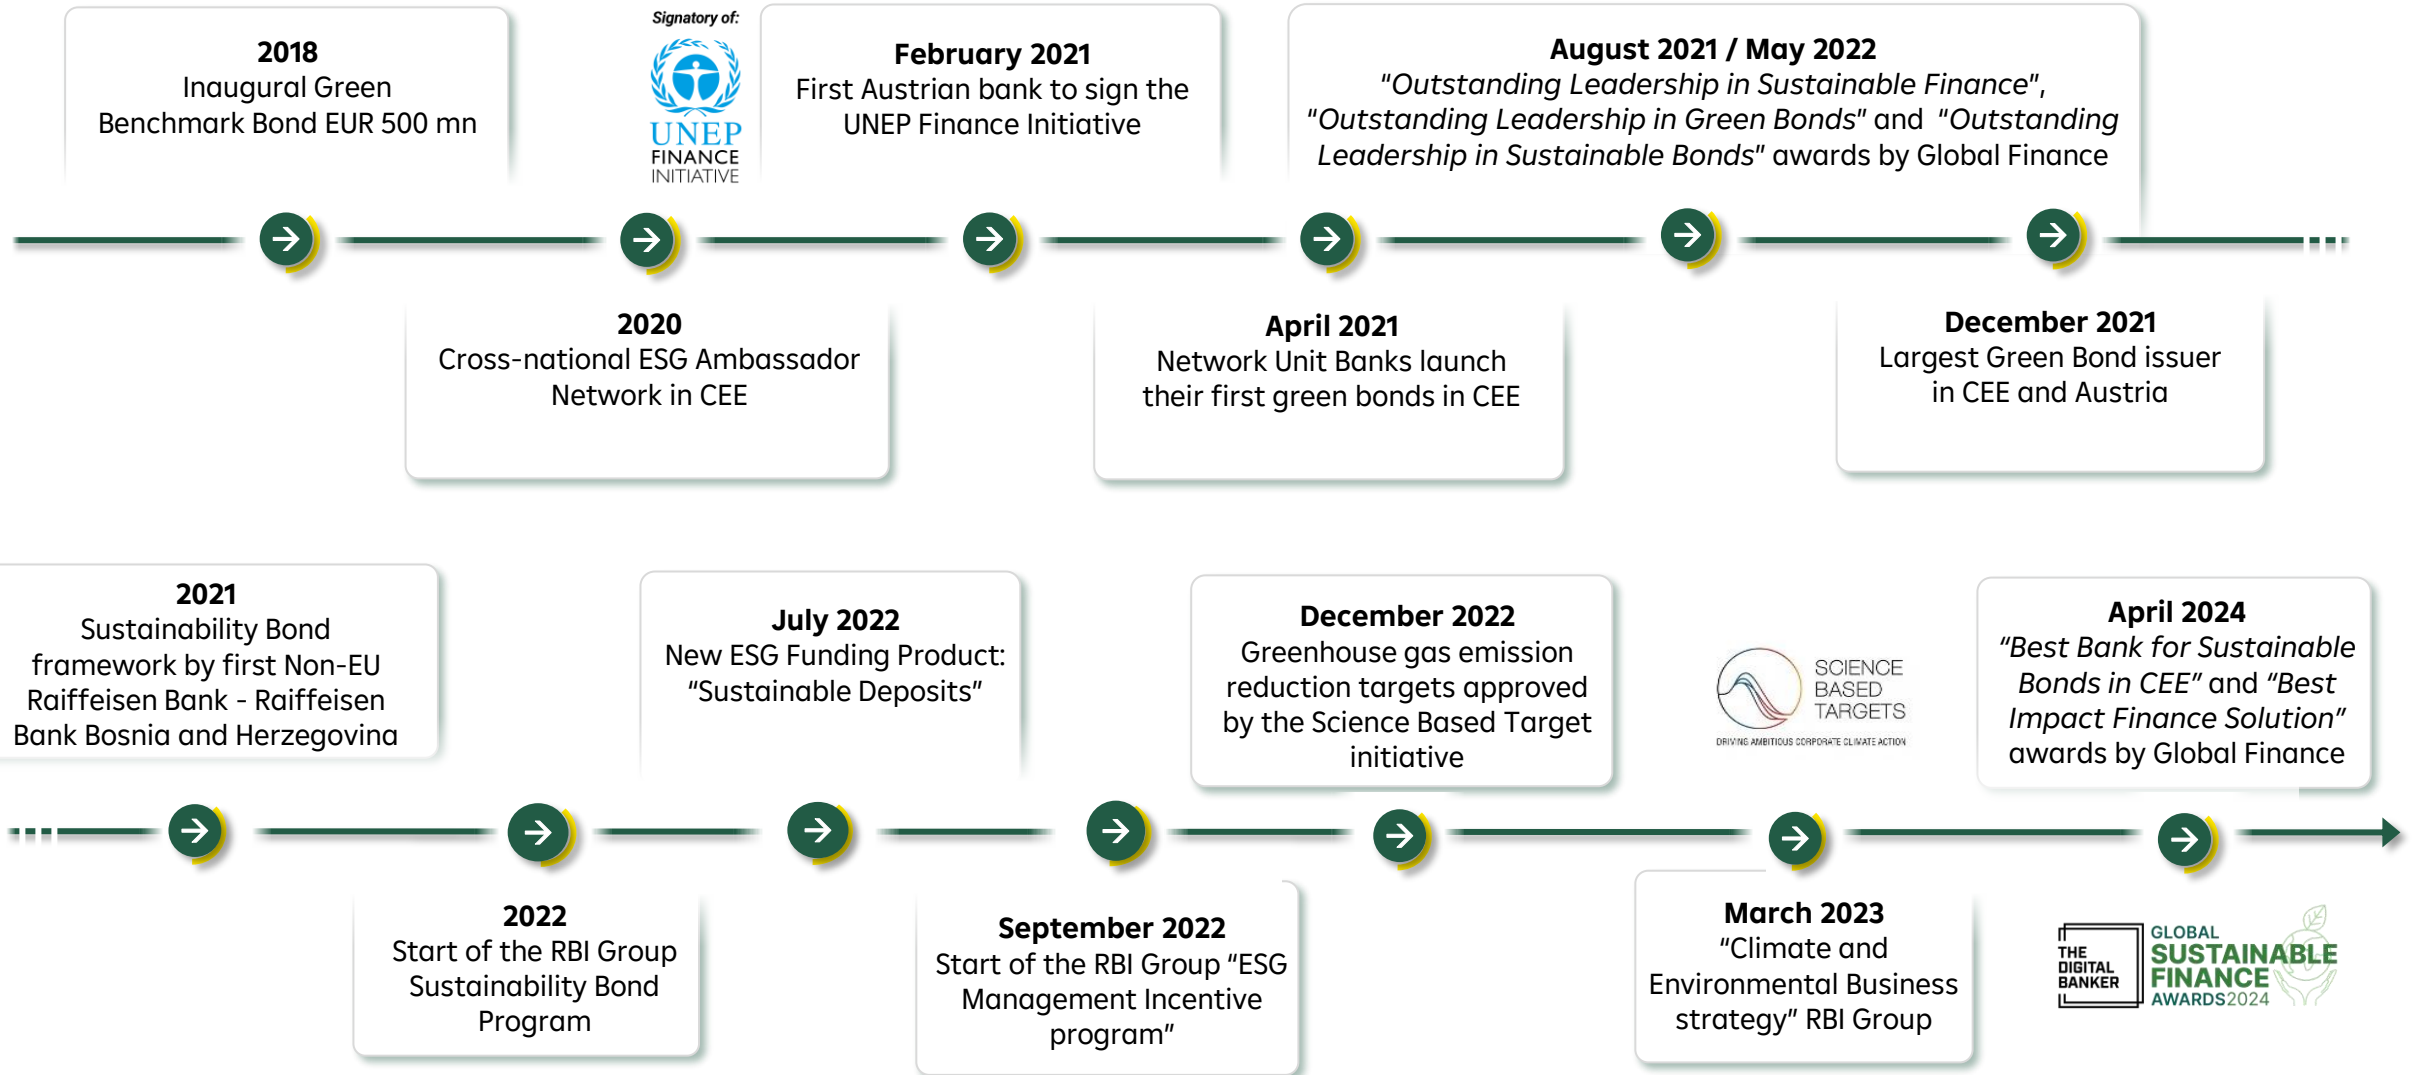 2018
Inaugural Green
Benchmark Bond EUR 500 mn
Signatory of:
UNEP
FINANCE
INITIATIVE
February 2021
First Austrian bank to sign the
UNEP Finance Initiative
August 2021 / May 2022
"Outstanding Leadership in Sustainable Finance",
"Outstanding Leadership in Green Bonds" and "Outstanding
Leadership in Sustainable Bonds" awards by Global Finance
2020
Cross-national ESG Ambassador
Network in CEE
April 2021
Network Unit Banks launch
their first green bonds in CEE
December 2021
Largest Green Bond issuer
in CEE and Austria
2021
Sustainability Bond
framework by first Non-EU
Raiffeisen Bank - Raiffeisen
Bank Bosnia and Herzegovina
July 2022
New ESG Funding Product:
"Sustainable Deposits"
December 2022
Greenhouse gas emission
reduction targets approved
by the Science Based Target
initiative
SCIENCE
BASED
TARGETS
DRIVING AMBITIOUS CORPORATE CLIMATE ACTION
April 2024
"Best Bank for Sustainable
Bonds in CEE" and "Best
Impact Finance Solution"
awards by Global Finance
2022
Start of the RBI Group
Sustainability Bond
Program
September 2022
Start of the RBI Group "ESG
Management Incentive
program"
March 2023
"Climate and
Environmental Business
strategy" RBI Group
THE
DIGITAL
BANKER
GLOBAL
SUSTAINABLE
FINANCE
AWARDS2024